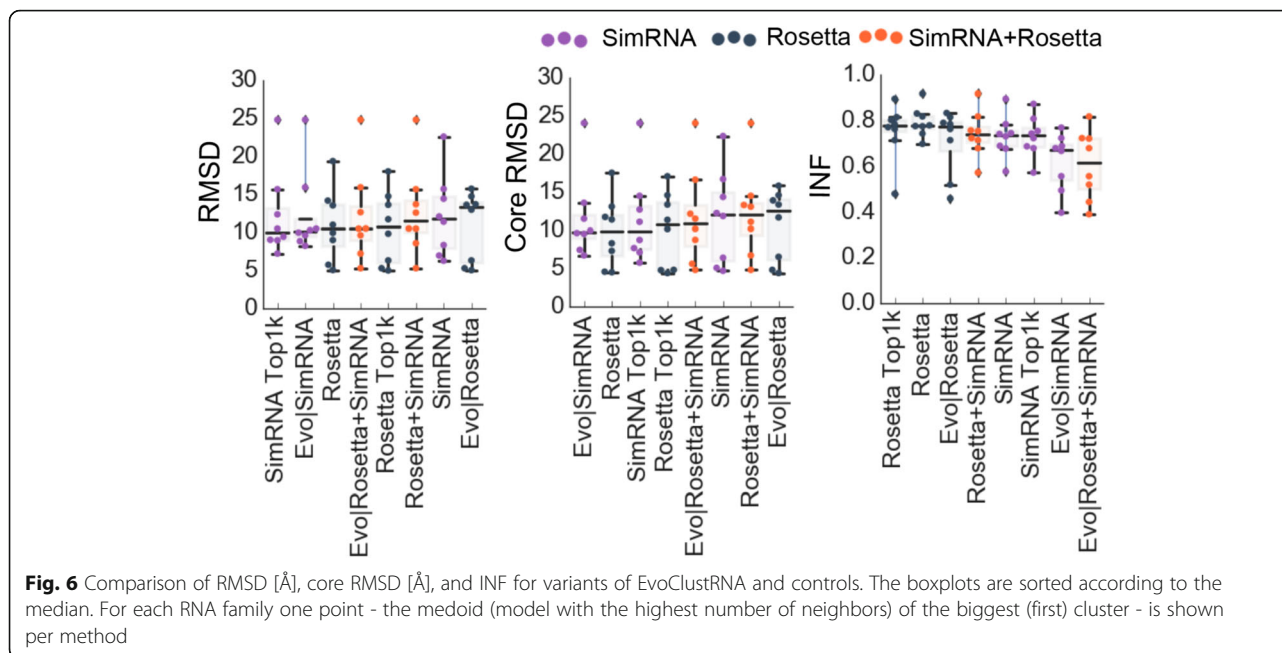 SimRNA Rosetta SimRNA+Rosetta
RMSD
30
25
20
15
10
5
0
SimRNA Top1k
Evo|SimRNA
Rosetta
Evo|Rosetta+SimRNA
Rosetta Top1k
Rosetta+SimRNA
SimRNA
Evo|Rosetta
Core RMSD
30
25
20
15
10
5
0
Evo|SimRNA
Rosetta
SimRNA Top1k
Rosetta Top1k
Evo|Rosetta+SimRNA
SimRNA
Rosetta+SimRNA
Evo|Rosetta
INF
1.0
0.8
0.6
0.4
0.2
0.0
Rosetta Top1k
Rosetta
Evo|Rosetta
Rosetta+SimRNA
SimRNA
SimRNA Top1k
Evo|SimRNA
Evo|Rosetta+SimRNA
Fig. 6 Comparison of RMSD [Å], core RMSD [Å], and INF for variants of EvoClustRNA and controls. The boxplots are sorted according to the
median. For each RNA family one point - the medoid (model with the highest number of neighbors) of the biggest (first) cluster - is shown
per method